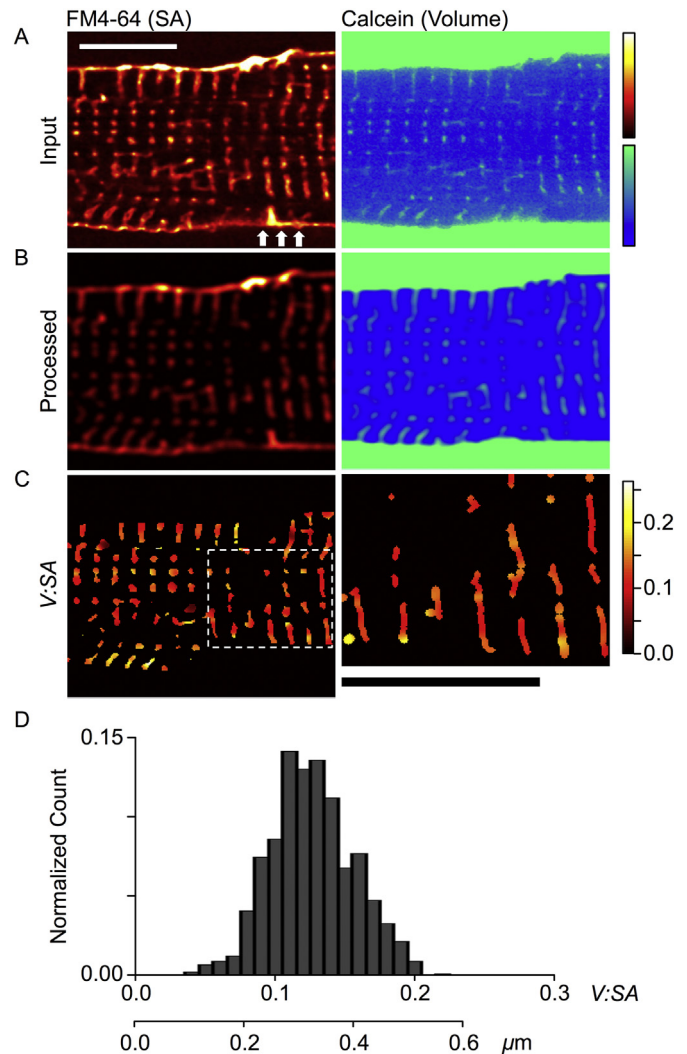 FM4-64 (SA) Calcein (Volume)
A
Input
B
Processed
C
V:SA
0.2
0.1
0.0
D
0.15
Normalized Count
0.00
0.0 0.1 0.2 0.3 V:SA
0.0 0.2 0.4 0.6 μm